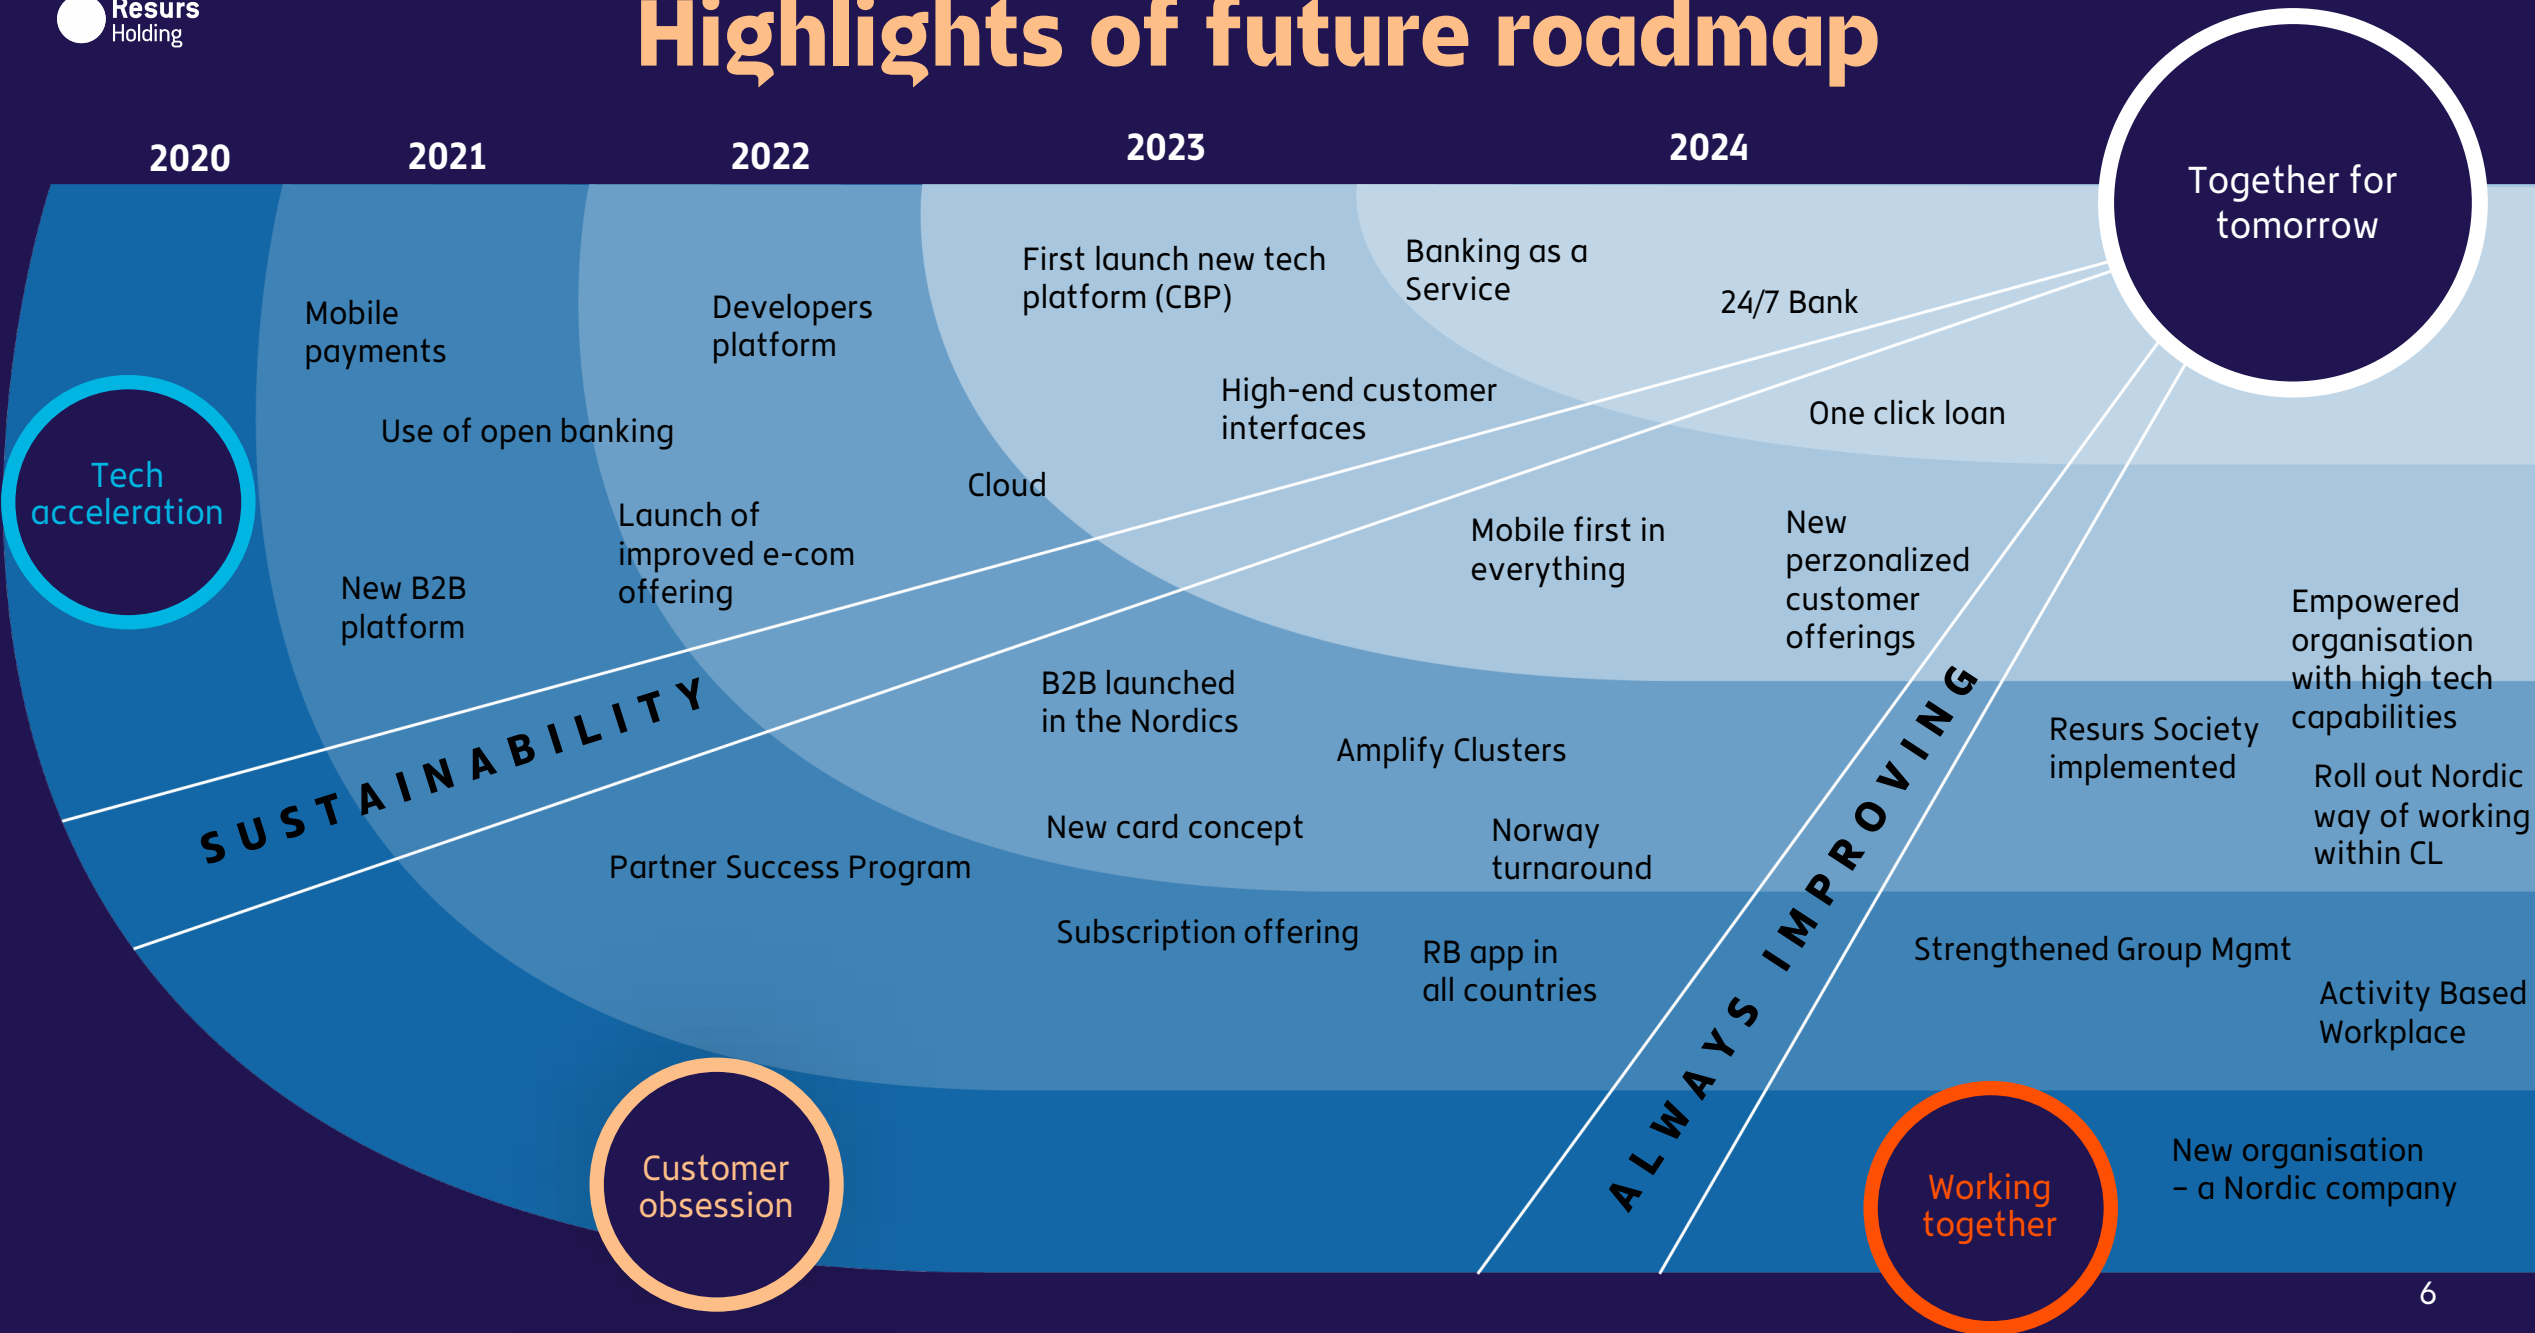 Resurs
Holding
Highlights of future roadmap
2020
2021
2022
2023
2024
Together for
tomorrow
Mobile
payments
Developers
platform
First launch new tech
platform (CBP)
Banking as a
Service
24/7 Bank
Use of open banking
High-end customer
interfaces
One click loan
Tech
acceleration
Launch of
improved e-com
offering
Cloud
New B2B
platform
Mobile first in
everything
New
perzonalized
customer
offerings
SUSTAINABILITY
B2B launched
in the Nordics
Amplify Clusters
New card concept
Norway
turnaround
Partner Success Program
Subscription offering
RB app in
all countries
Customer
obsession
ALWAYS IMPROVING
Empowered
organisation
with high tech
capabilities
Resurs Society
implemented
Roll out Nordic
way of working
within CL
Strengthened Group Mgmt
Activity Based
Workplace
Working
together
New organisation
– a Nordic company
6